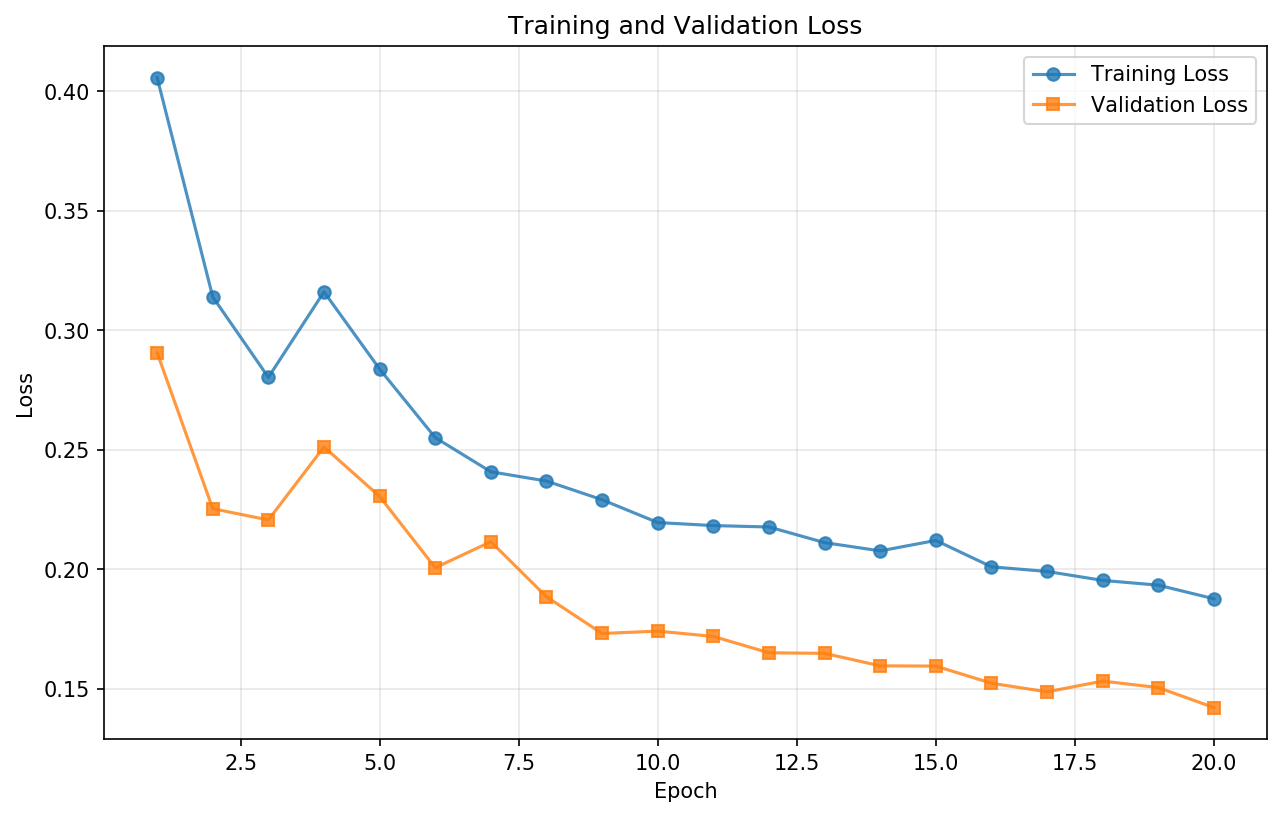 Training and Validation Loss
Training Loss
Validation Loss
0.40
0.35
0.30
0.25
0.20
0.15
Loss
2.5 5.0 7.5 10.0 12.5 15.0 17.5 20.0
Epoch